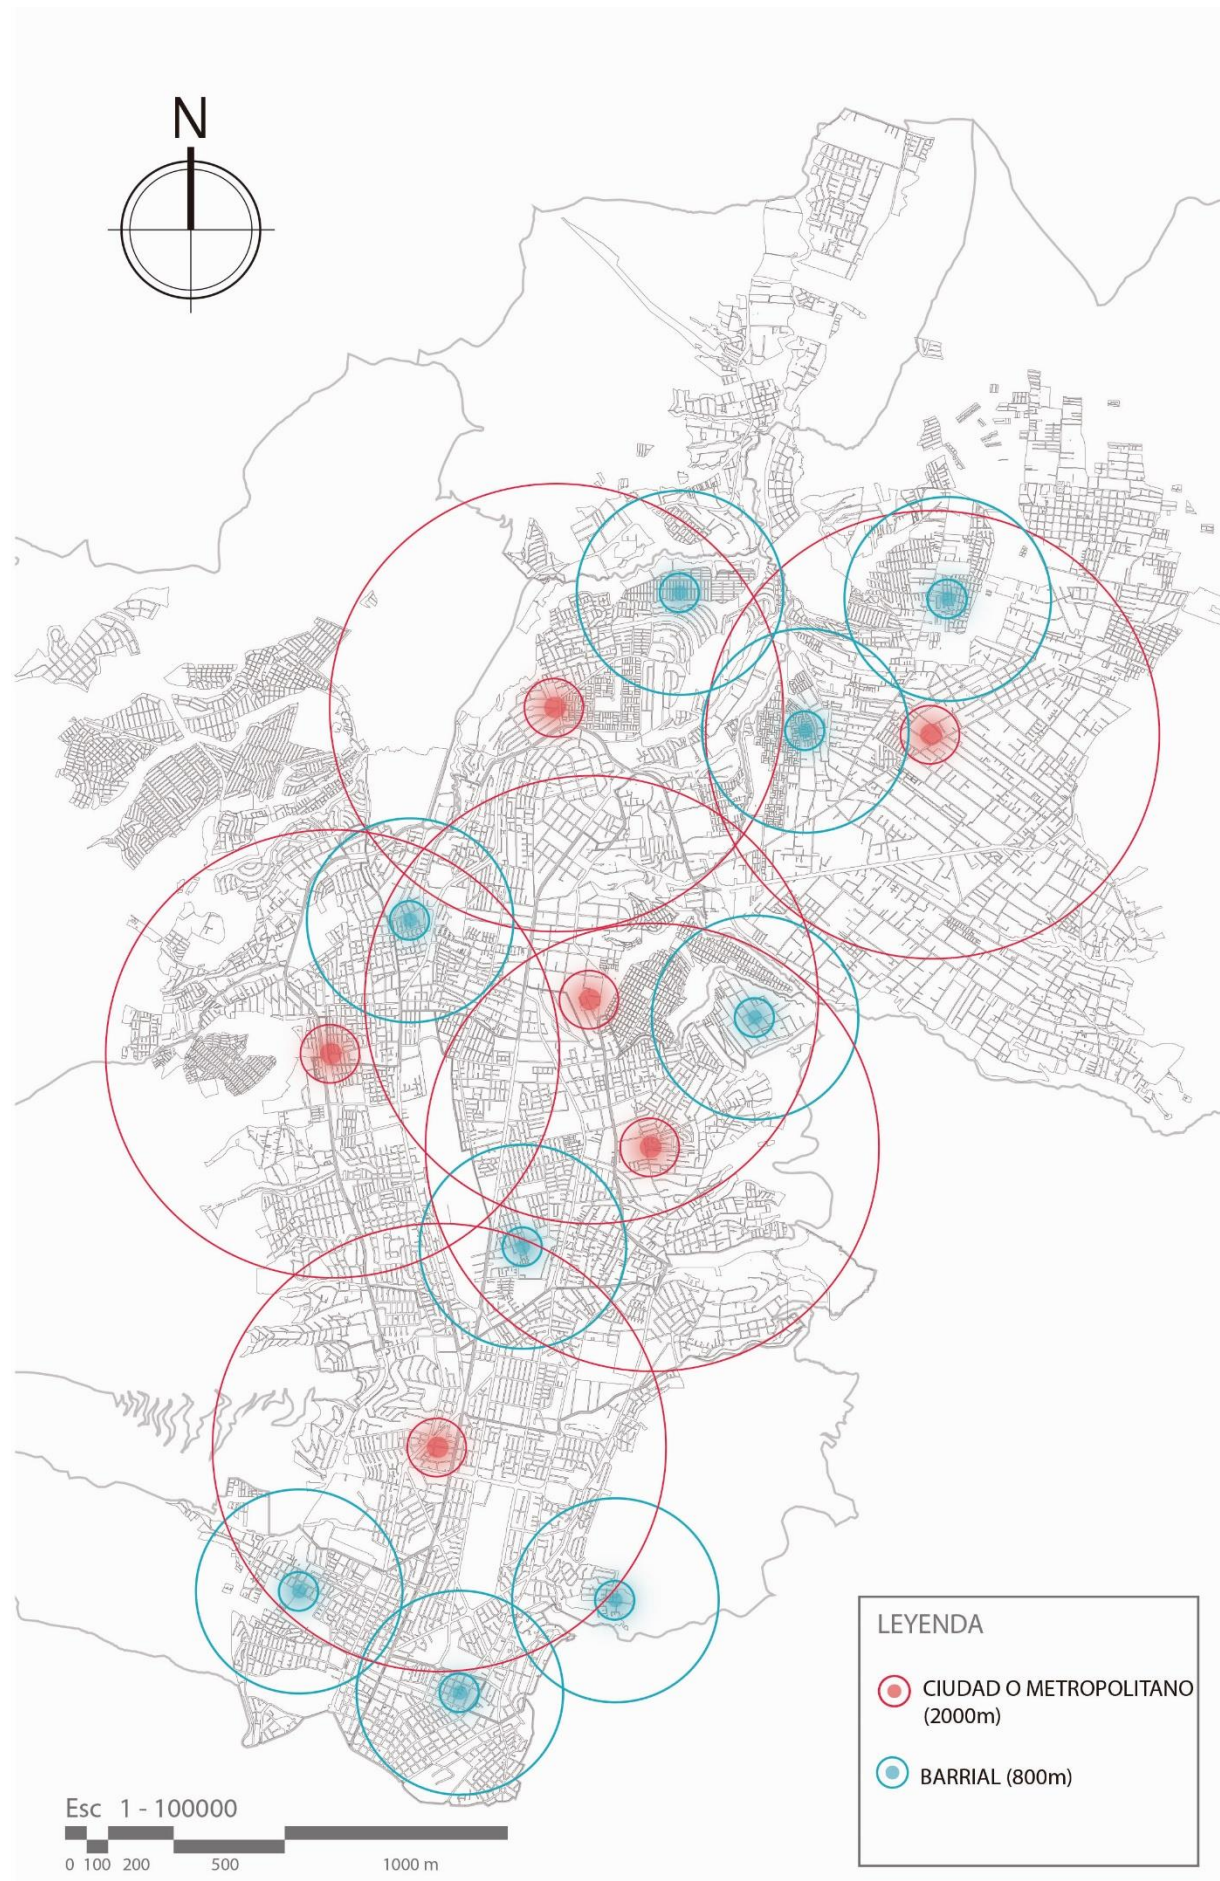 N
LEYENDA
CIUDAD O METROPOLITANO
(2000m)
BARRIAL (800m)
Esc 1 - 100000
0 100 200 500 1000 m